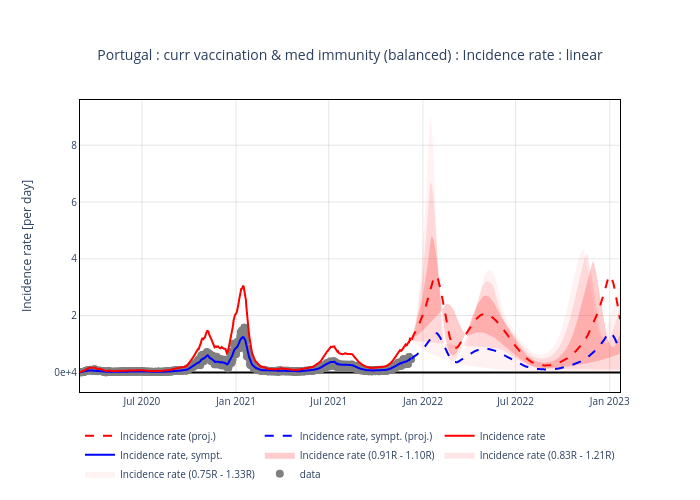 Portugal : curr vaccination & med immunity (balanced) : Incidence rate : linear
Incidence rate [per day]
8
6
4
2
0e+4
Jul 2020
Jan 2021
Jul 2021
Jan 2022
Jul 2022
Jan 2023
Incidence rate (proj.)
Incidence rate, sympt. (proj.)
Incidence rate
Incidence rate, sympt.
Incidence rate (0.91R - 1.10R)
Incidence rate (0.83R - 1.21R)
Incidence rate (0.75R - 1.33R)
data